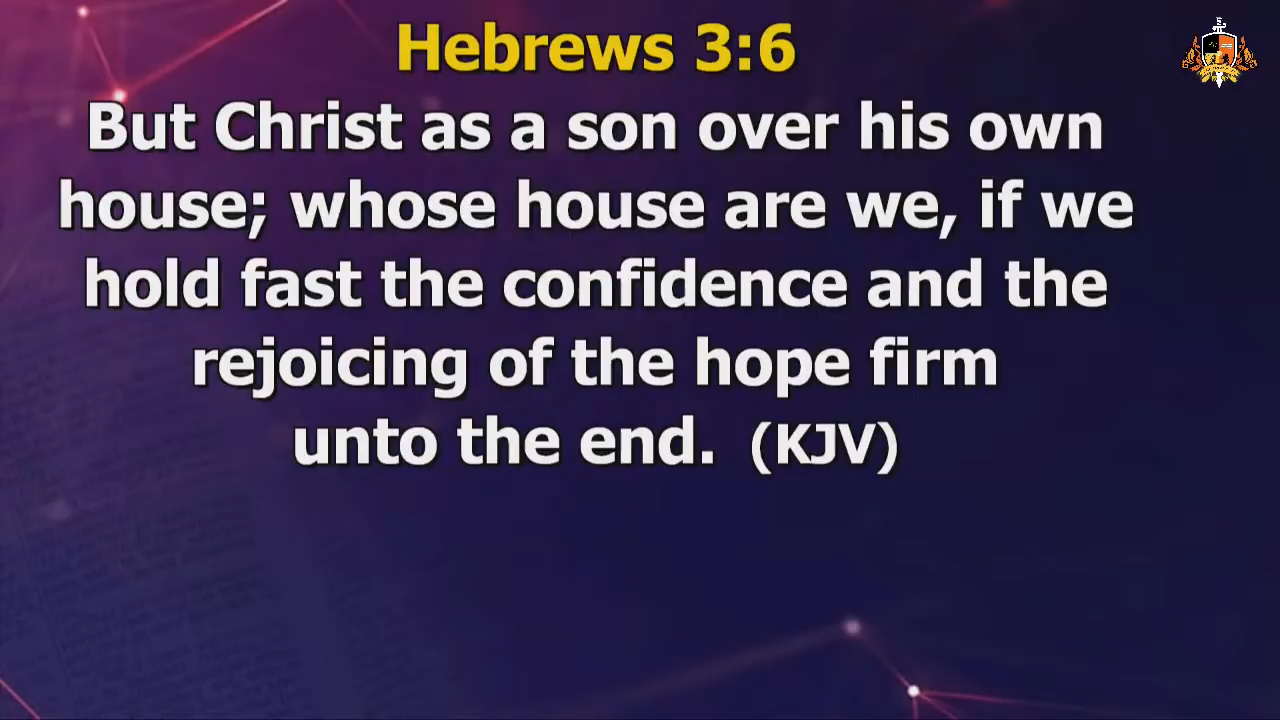 Hebrews 3:6
But Christ as a son over his own
house; whose house are we, if we
hold fast the confidence and the
rejoicing of the hope firm
unto the end. (KJV)